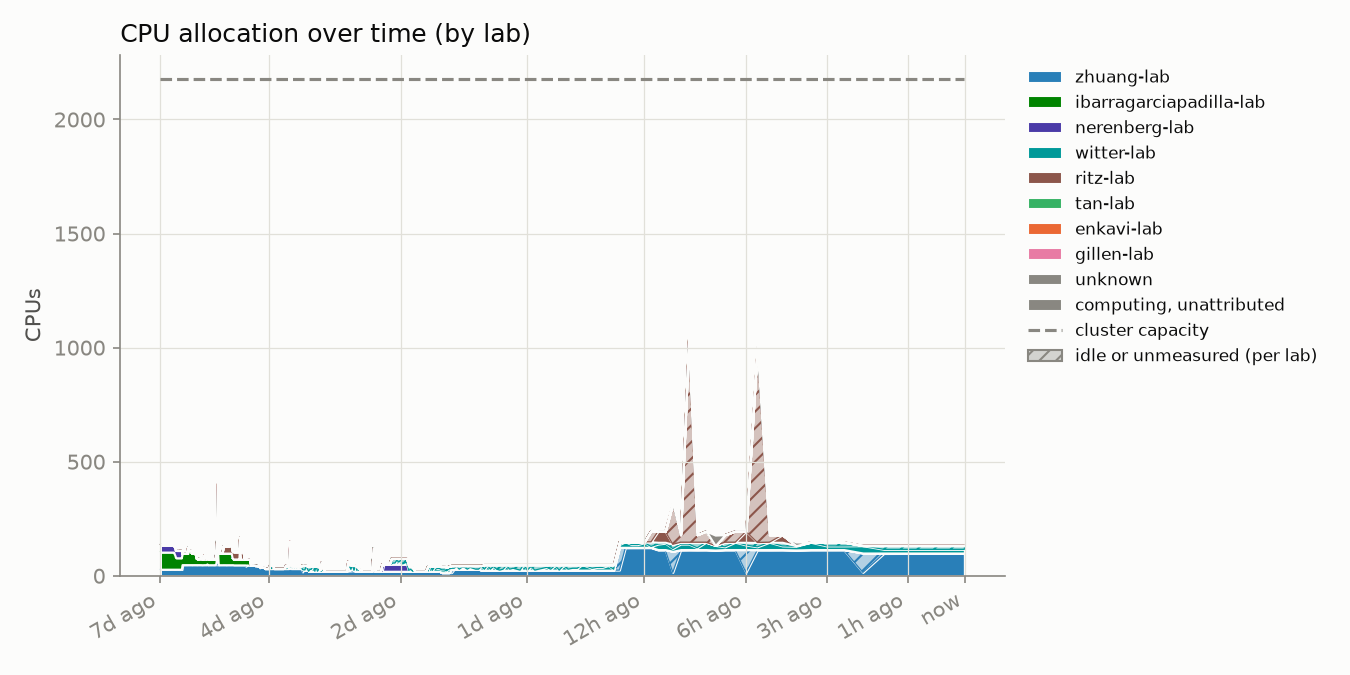 CPU allocation over time (by lab)
CPUs
2000
1500
1000
500
0
7d ago
4d ago
2d ago
1d ago
12h ago
6h ago
3h ago
1h ago
now
zhuang-lab
ibarragarciapadilla-lab
nerenberg-lab
witter-lab
ritz-lab
tan-lab
enkavi-lab
gillen-lab
unknown
computing, unattributed
cluster capacity
idle or unmeasured (per lab)